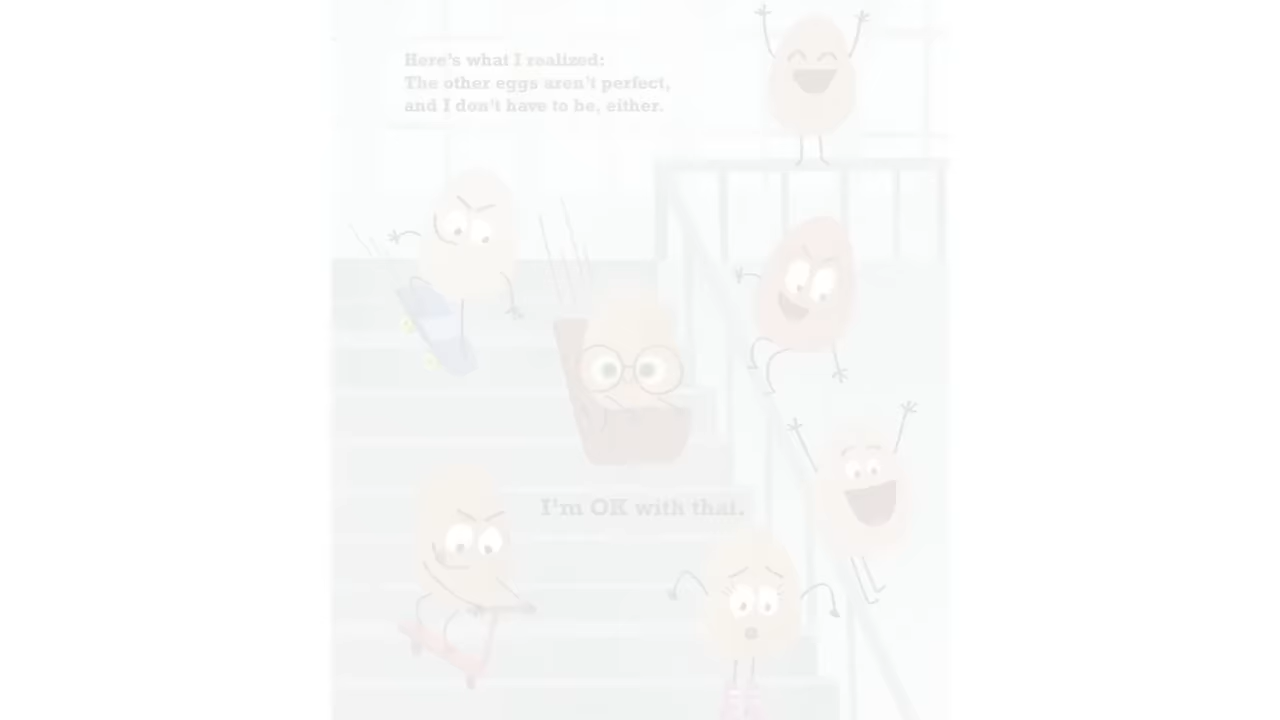 Here's what I realized:
The other eggs aren't perfect,
and I don't have to be, either.
I'm OK with that.